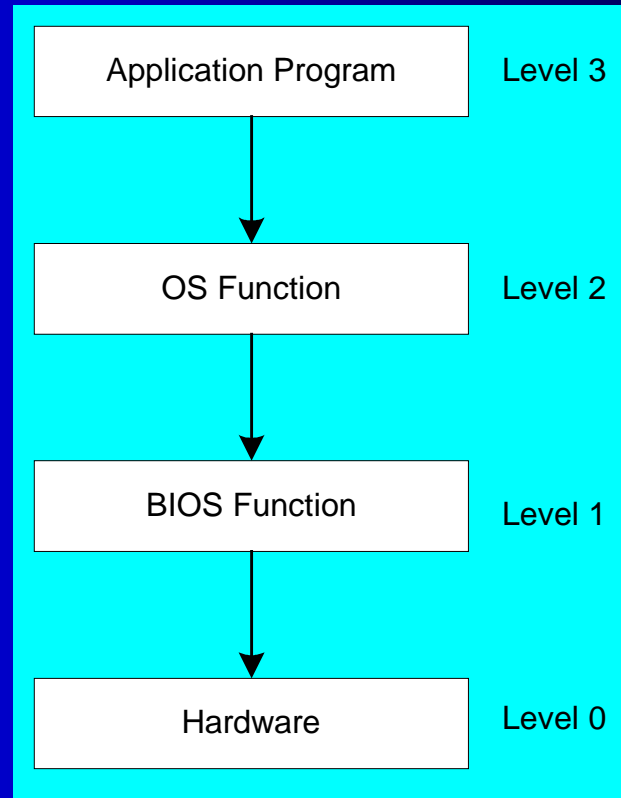 Application Program
Level 3
OS Function
Level 2
BIOS Function
Level 1
Hardware
Level 0